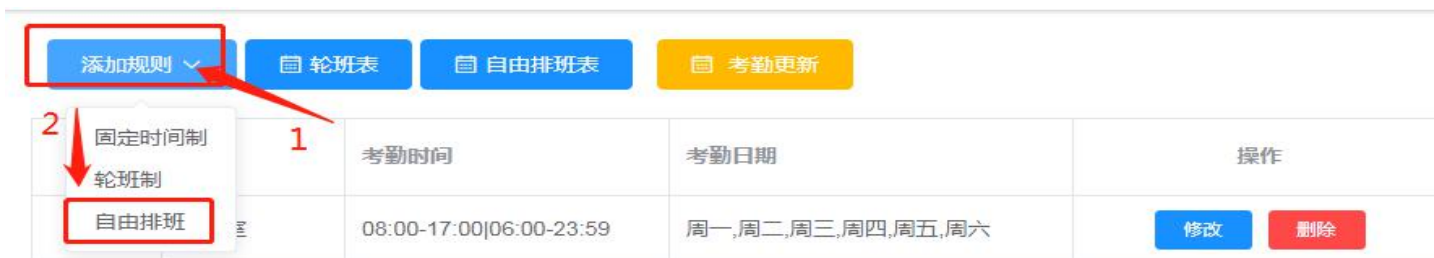 添加规则 轮班表 自由排班表 考勤更新
2 固定时间制 1 考勤时间 考勤日期 操作
轮班制
自由排班 08:00-17:00|06:00-23:59 周一,周二,周三,周四,周五,周六 修改 删除